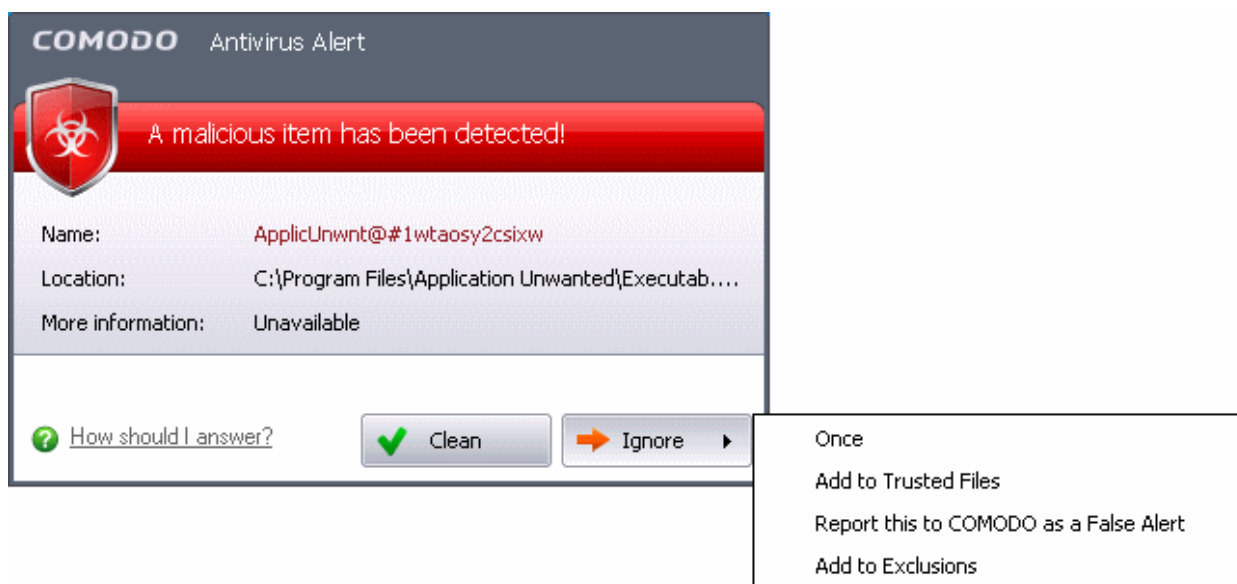 COMODO Antivirus Alert
A malicious item has been detected!
Name: ApplicUnwnt@#1wtaosy2csixw
Location: C:\Program Files\Application Unwanted\Executab....
More information: Unavailable
How should I answer? Clean Ignore
Once
Add to Trusted Files
Report this to COMODO as a False Alert
Add to Exclusions